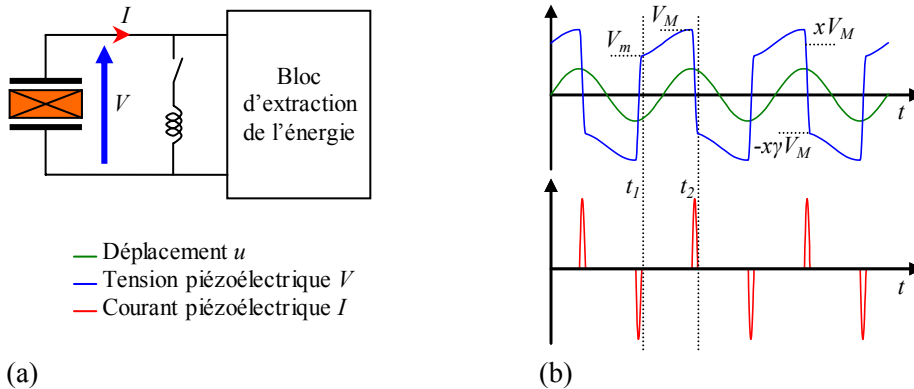 I
V
Bloc
d'extraction
de l'énergie
Déplacement u
Tension piézoélectrique V
Courant piézoélectrique I
(a)
V_M
xV_M
V_m
t
-xγV_M
t_1
t_2
t
(b)